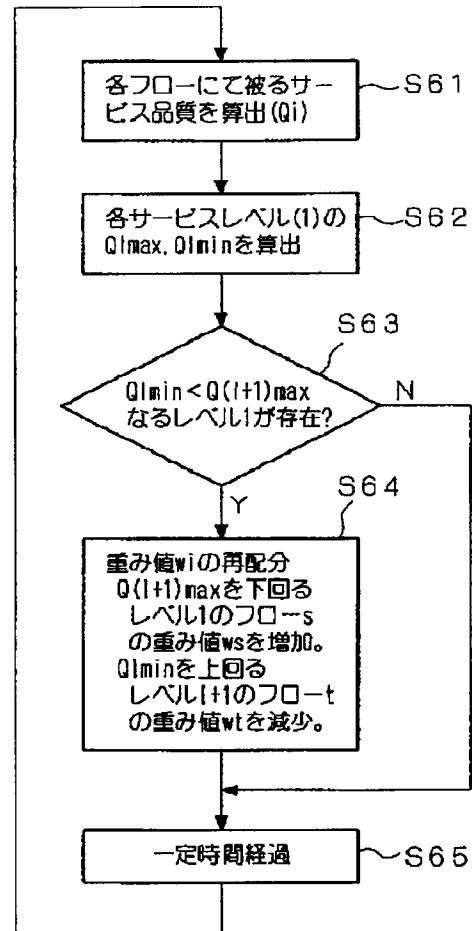 各フローにて被るサー
ビス品質を算出(Qi)
S61
各サービスレベル(l)の
Qlmax,Qlminを算出
S62
S63
Qlmin<Q(l+1)max
なるレベルlが存在?
N
Y
S64
重み値wiの再配分
Q(l+1)maxを下回る
レベルlのフローs
の重み値wsを増加。
Qlminを上回る
レベルl+1のフローt
の重み値wtを減少。
一定時間経過
S65